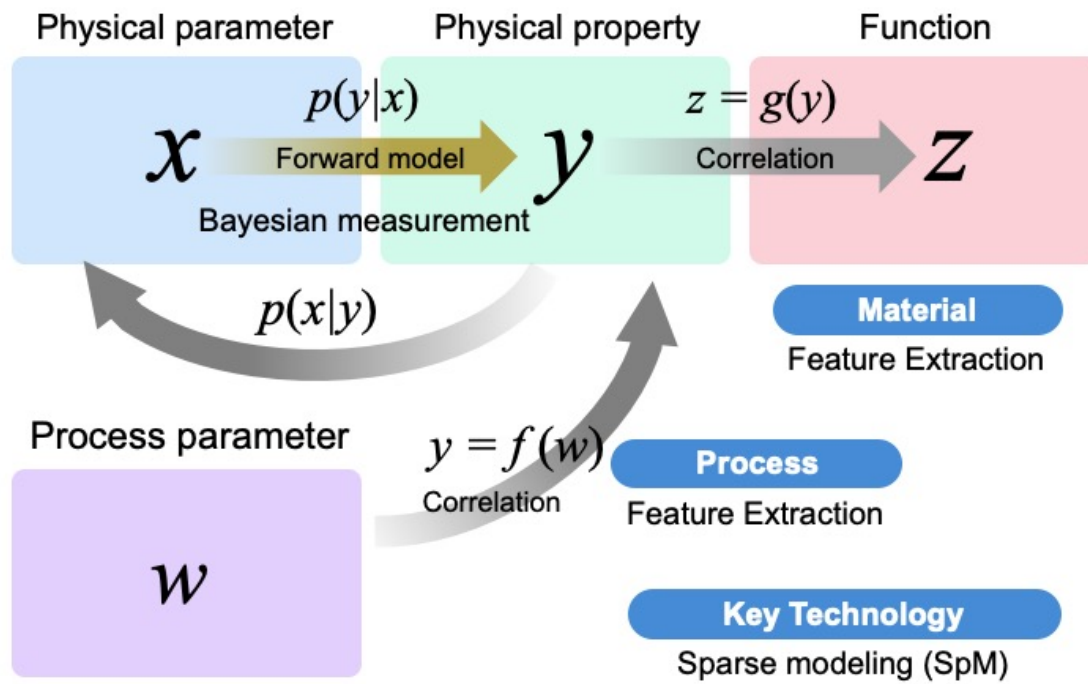 Physical parameter
Physical property
Function
p(y|x)
z = g(y)
x
Forward model
y
Correlation
z
Bayesian measurement
p(x|y)
Material
Feature Extraction
Process parameter
y = f(w)
Correlation
Process
Feature Extraction
w
Key Technology
Sparse modeling (SpM)